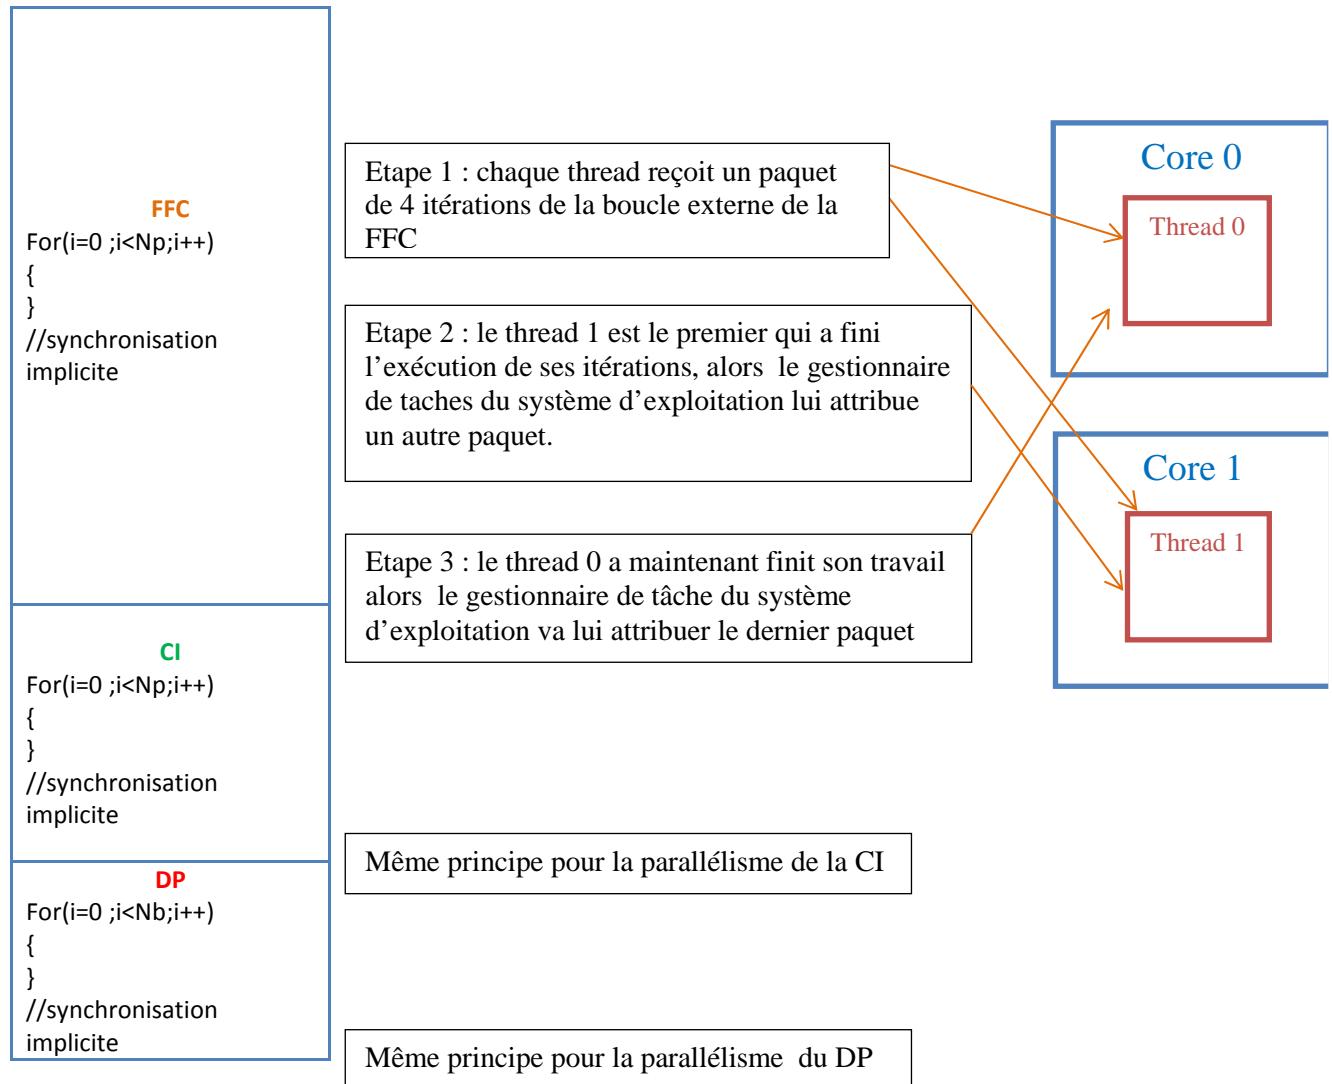 FFC
For(i=0 ;i<Np;i++)
{
}
//synchronisation
implicite
CI
For(i=0 ;i<Np;i++)
{
}
//synchronisation
implicite
DP
For(i=0 ;i<Nb;i++)
{
}
//synchronisation
implicite
Etape 1 : chaque thread reçoit un paquet
de 4 itérations de la boucle externe de la
FFC
Etape 2 : le thread 1 est le premier qui a fini
l’exécution de ses itérations, alors le gestionnaire
de taches du système d’exploitation lui attribue
un autre paquet.
Etape 3 : le thread 0 a maintenant finit son travail
alors le gestionnaire de tâche du système
d’exploitation va lui attribuer le dernier paquet
Même principe pour la parallélisme de la CI
Même principe pour la parallélisme du DP
Core 0
Thread 0
Core 1
Thread 1